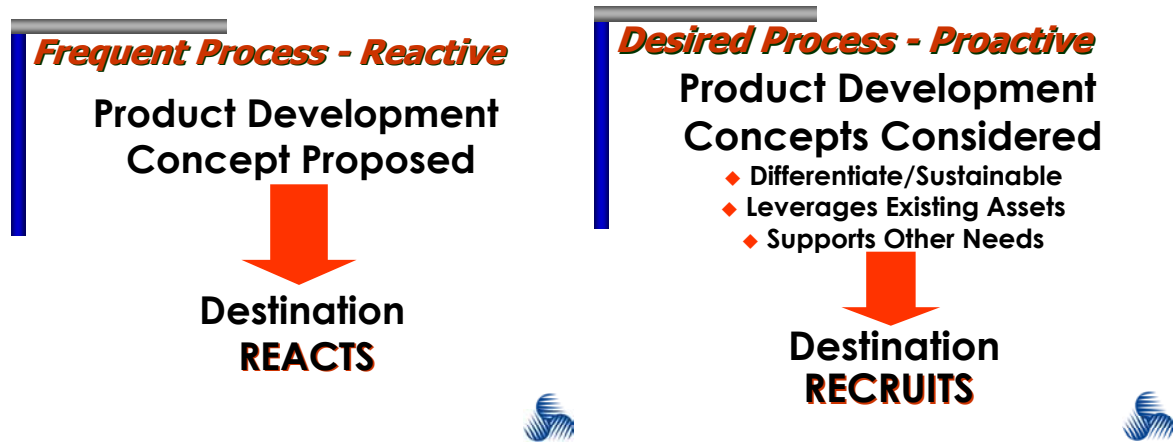 Frequent Process - Reactive
Product Development
Concept Proposed
Destination
REACTS
Desired Process - Proactive
Product Development
Concepts Considered
Differentiate/Sustainable
Leverages Existing Assets
Supports Other Needs
Destination
RECRUITS